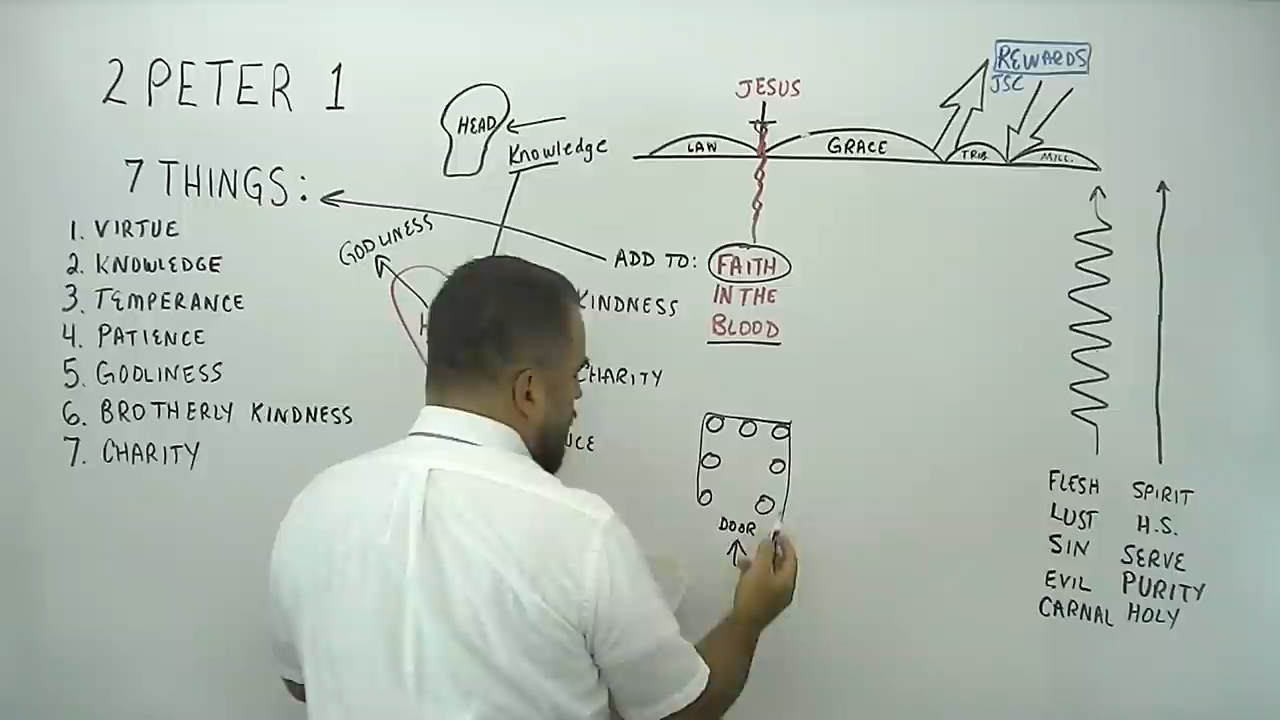 2 PETER 1
7 THINGS:
1. VIRTUE
2. KNOWLEDGE
3. TEMPERANCE
4. PATIENCE
5. GODLINESS
6. BROTHERLY KINDNESS
7. CHARITY
HEAD
Knowledge
GODLINESS
KINDNESS
CHARITY
ADD TO: FAITH
IN THE
BLOOD
JESUS
LAW
GRACE
TRIB
MILL.
REWARDS
JSC
DOOR
FLESH SPIRIT
LUST H.S.
SIN SERVE
EVIL PURITY
CARNAL HOLY